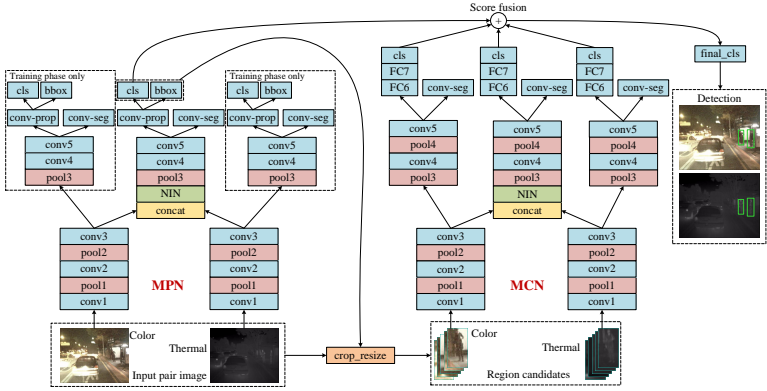 Score fusion
+
cls
cls
cls
final_cls
Training phase only
Training phase only
FC7
FC7
FC7
cls
bbox
cls
bbox
cls
bbox
FC6
conv-seg
FC6
conv-seg
FC6
conv-seg
Detection
conv-prop
conv-seg
conv-prop
conv-seg
conv-prop
conv-seg
conv5
conv5
conv5
conv5
conv5
conv5
conv4
conv4
conv4
pool4
pool4
pool4
pool3
pool3
pool3
conv4
conv4
conv4
NIN
pool3
pool3
pool3
concat
NIN
concat
conv3
conv3
conv3
conv3
pool2
pool2
pool2
pool2
conv2
conv2
conv2
conv2
pool1
MPN
pool1
pool1
MCN
pool1
conv1
conv1
conv1
conv1
Color
Thermal
Input pair image
crop_resize
Color
Thermal
Region candidates